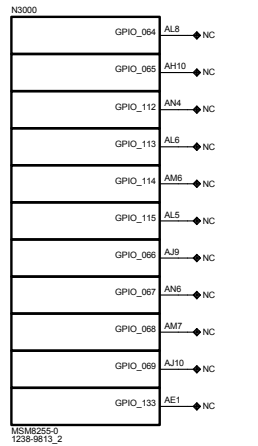 N3000
GPIO_064 AL8 NC
GPIO_065 AH10 NC
GPIO_112 AN4 NC
GPIO_113 AL6 NC
GPIO_114 AM6 NC
GPIO_115 AL5 NC
GPIO_066 AJ9 NC
GPIO_067 AN6 NC
GPIO_068 AM7 NC
GPIO_069 AJ10 NC
GPIO_133 AE1 NC
MSM8255-0
1238-9813_2